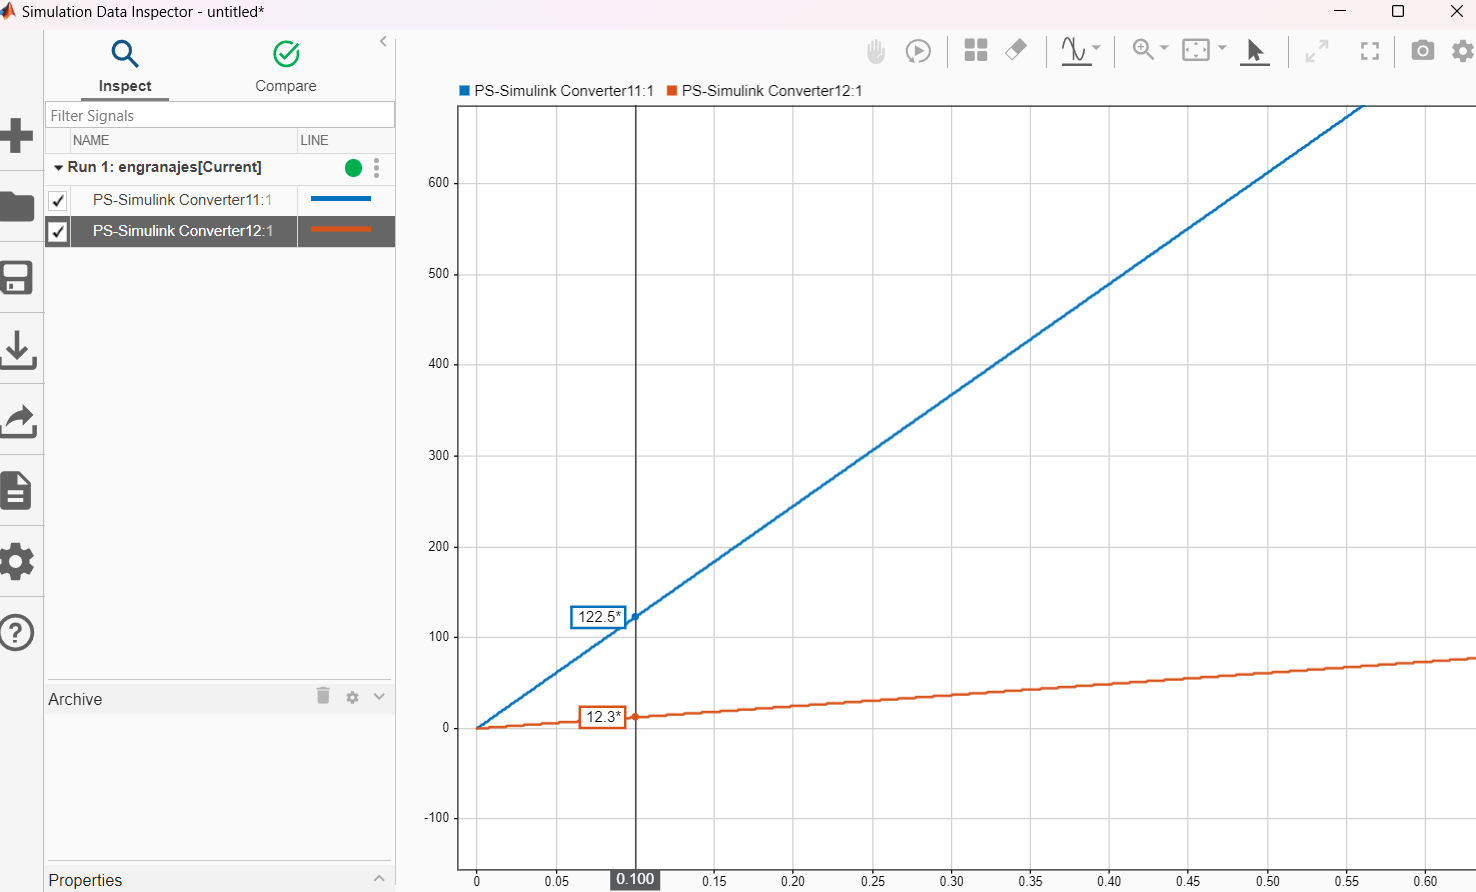 Simulation Data Inspector - untitled*
Inspect
Compare
Filter Signals
NAME
LINE
Run 1: engranajes[Current]
PS-Simulink Converter11:1
PS-Simulink Converter12:1
Archive
Properties
PS-Simulink Converter11:1 PS-Simulink Converter12:1
600
500
400
300
200
100
0
-100
122.5*
12.3*
0 0.05 0.100 0.15 0.20 0.25 0.30 0.35 0.40 0.45 0.50 0.55 0.60